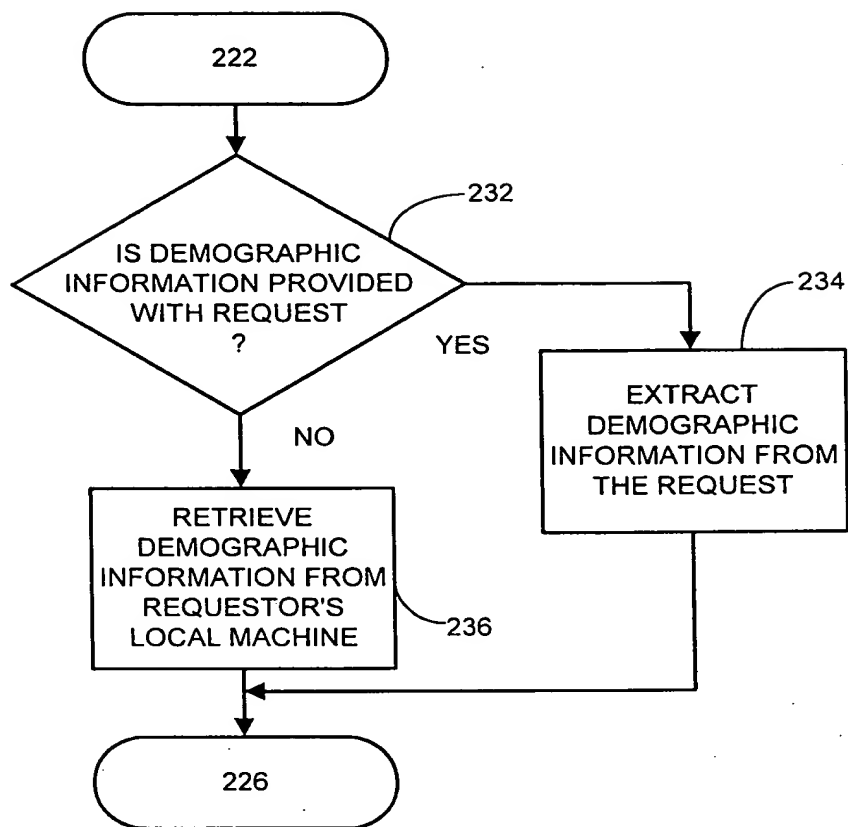 222
232
IS DEMOGRAPHIC
INFORMATION PROVIDED
WITH REQUEST
?
YES
NO
234
EXTRACT
DEMOGRAPHIC
INFORMATION FROM
THE REQUEST
RETRIEVE
DEMOGRAPHIC
INFORMATION FROM
REQUESTOR'S
LOCAL MACHINE
236
226